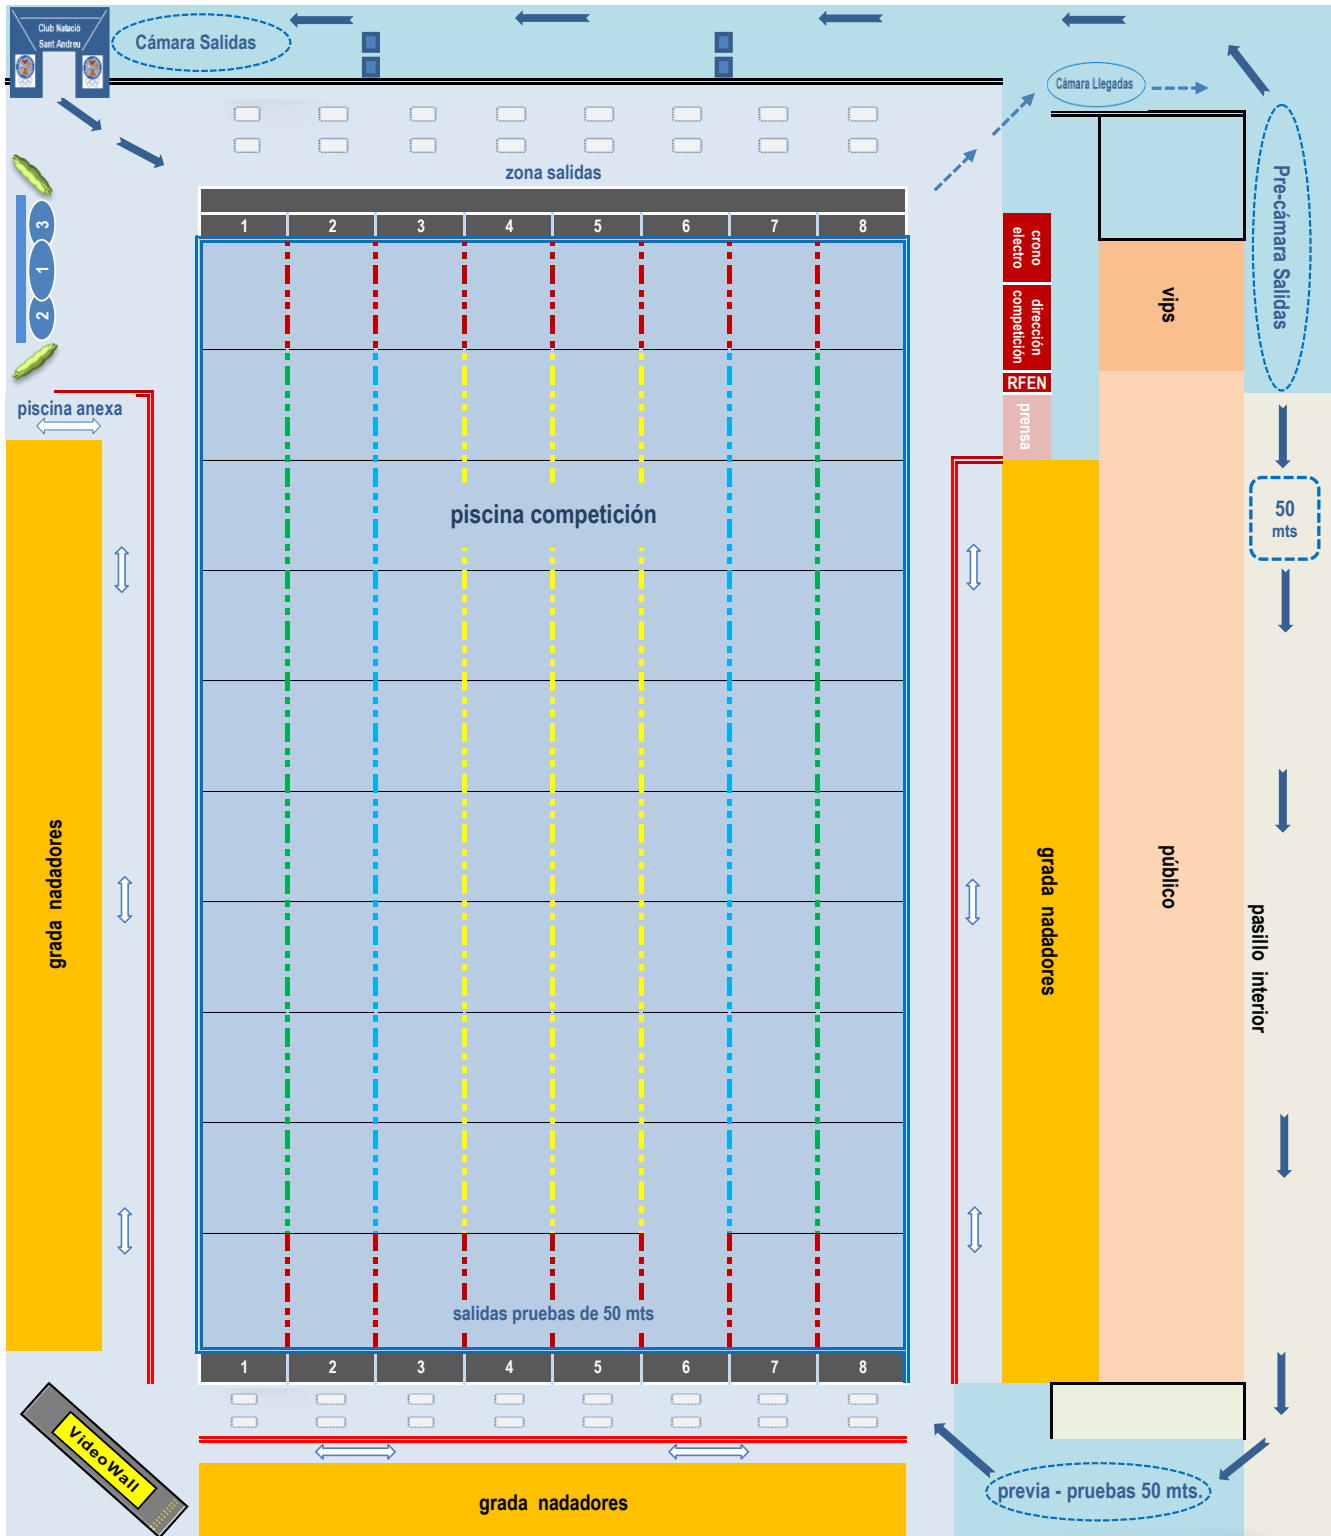 Club Natació
Sant Andreu
Cámara Salidas
Cámara Llegadas
zona salidas
Pre-cámara Salidas
1 2 3 4 5 6 7 8
3
1
2
crono
electro
dirección
competición
RFEN
prensa
vips
piscina anexa
50
mts
piscina competición
grada nadadores
grada nadadores
público
pasillo interior
salidas pruebas de 50 mts
1 2 3 4 5 6 7 8
VideoWall
previa - pruebas 50 mts.
grada nadadores